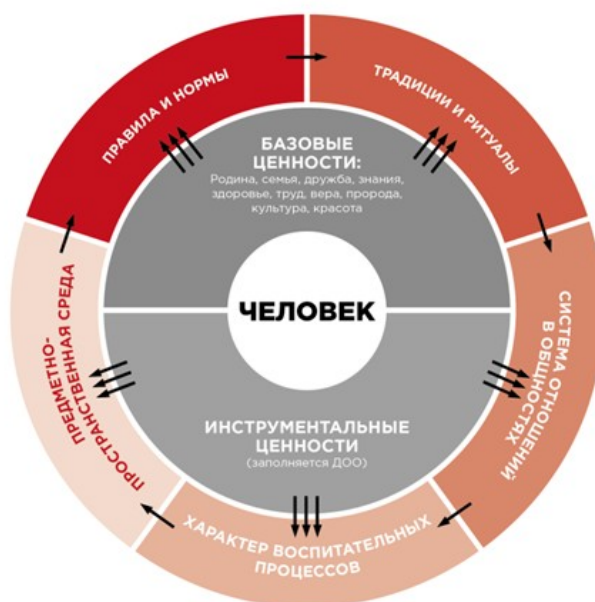 ПРАВИЛА И НОРМЫ
ТРАДИЦИИ И РИТУАЛЫ
БАЗОВЫЕ
ЦЕННОСТИ:
Родина, семья, дружба, знания,
здоровье, труд, вера, пророда,
культура, красота
ЧЕЛОВЕК
ПРЕДМЕТНО-
ПРОСТРАНСТВЕННАЯ СРЕДА
СИСТЕМА ОТНОШЕНИЙ
В ОБЩНОСТЯХ
ИНСТРУМЕНТАЛЬНЫЕ
ЦЕННОСТИ
(заполняется ДОО)
ХАРАКТЕР ВОСПИТАТЕЛЬНЫХ
ПРОЦЕССОВ